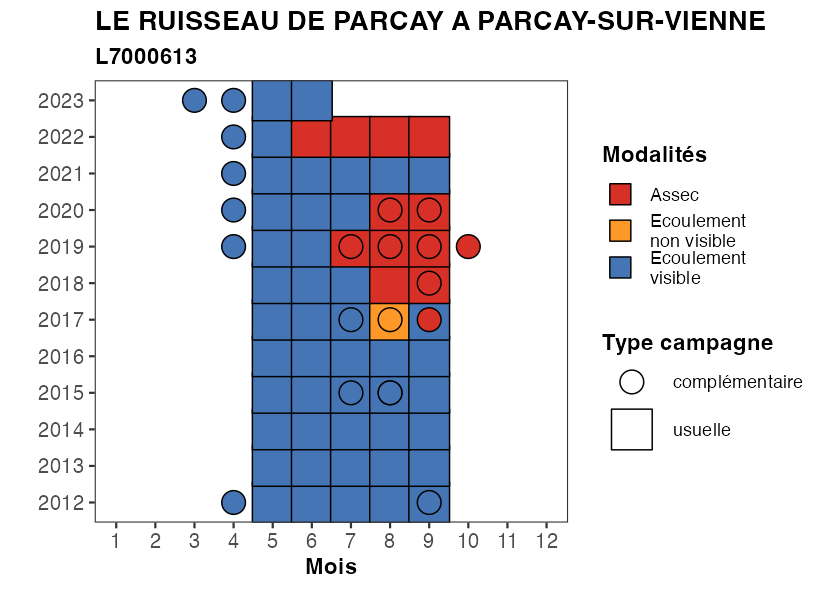 LE RUISSEAU DE PARCAY A PARCAY-SUR-VIENNE
L7000613
2023
2022
2021
2020
2019
2018
2017
2016
2015
2014
2013
2012
1 2 3 4 5 6 7 8 9 10 11 12
Mois
Modalités
Assec
Ecoulement
non visible
Ecoulement
visible
Type campagne
complémentaire
usuelle